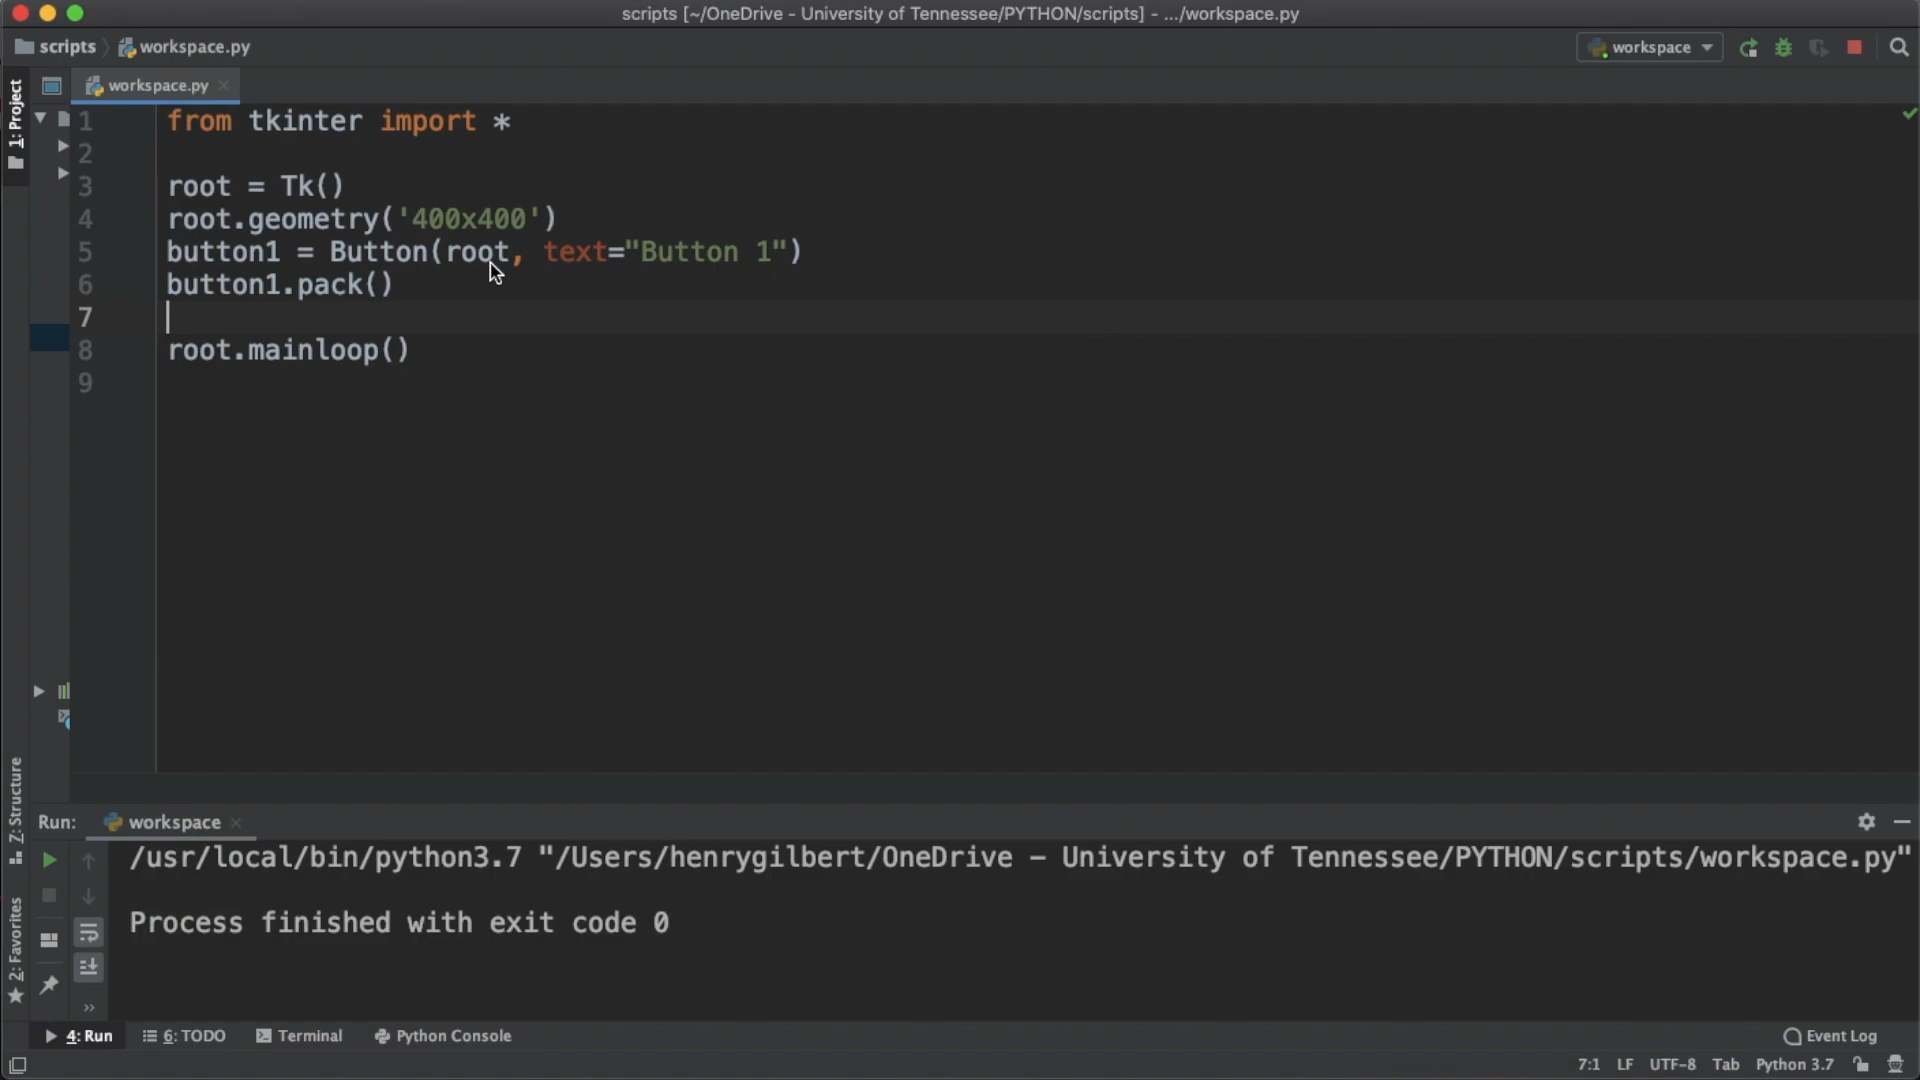 scripts [~/OneDrive - University of Tennessee/PYTHON/scripts] - .../workspace.py
scripts workspace.py
workspace
1: Project
workspace.py
1 from tkinter import *
2
3 root = Tk()
4 root.geometry('400x400')
5 button1 = Button(root, text="Button 1")
6 button1.pack()
7
8 root.mainloop()
9
Z: Structure
2: Favorites
Run: workspace
/usr/local/bin/python3.7 "/Users/henrygilbert/OneDrive – University of Tennessee/PYTHON/scripts/workspace.py"
Process finished with exit code 0
4: Run 6: TODO Terminal Python Console
Event Log
7:1 LF UTF-8 Tab Python 3.7